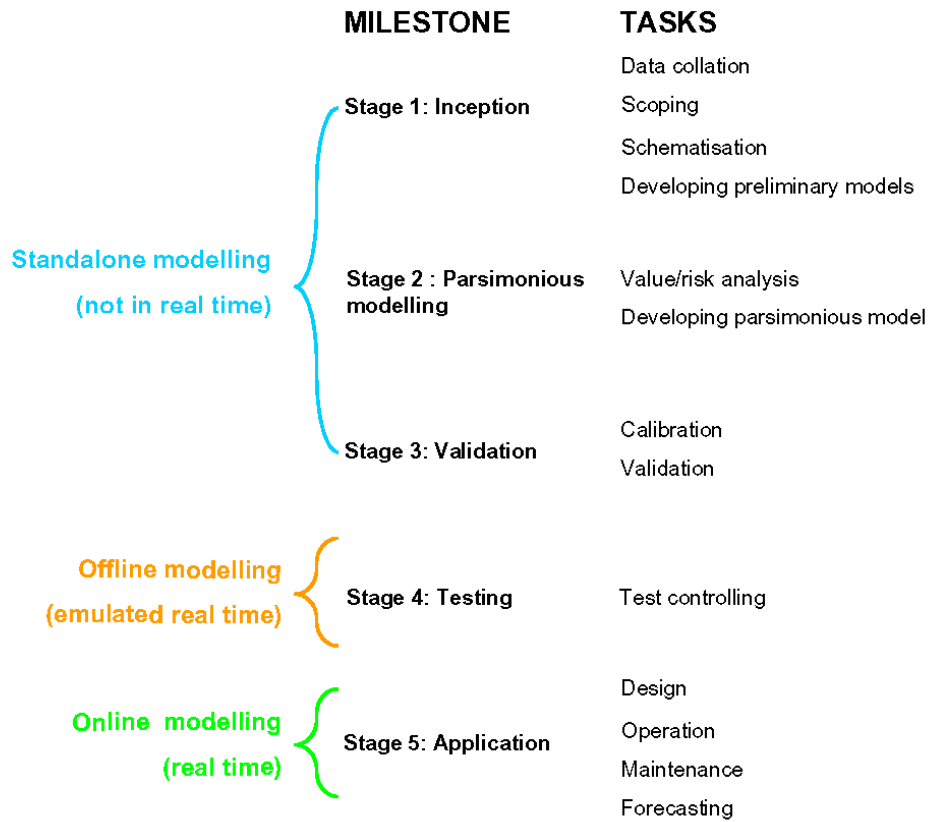 MILESTONE TASKS
Data collation
Stage 1: Inception Scoping
Schematisation
Developing preliminary models
Standalone modelling
(not in real time)
Stage 2 : Parsimonious Value/risk analysis
modelling Developing parsimonious model
Stage 3: Validation Calibration
Validation
Offline modelling
(emulated real time)
Stage 4: Testing Test controlling
Online modelling
(real time)
Stage 5: Application Design
Operation
Maintenance
Forecasting